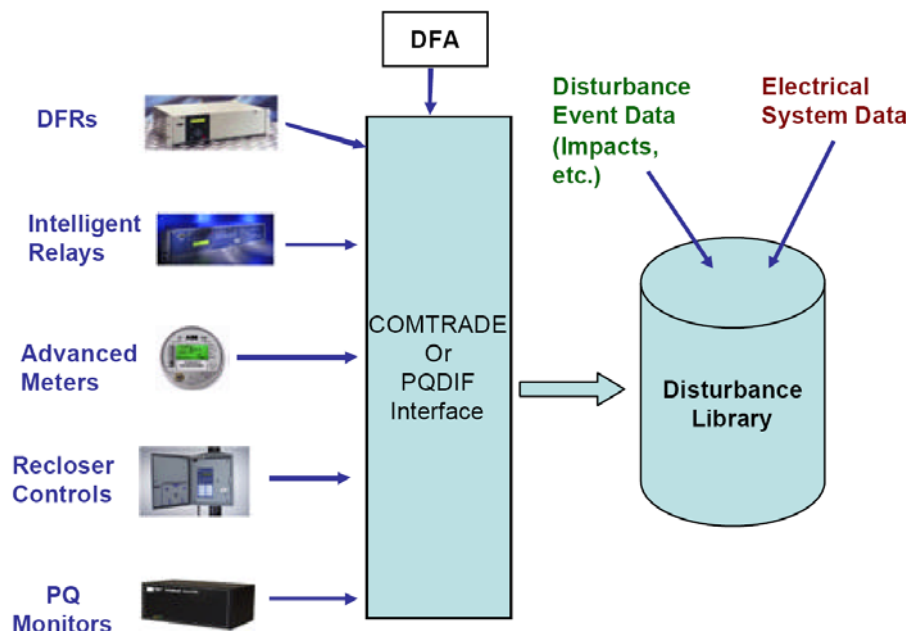 DFA
DFRs
Disturbance
Event Data
(Impacts,
etc.)
Electrical
System Data
Intelligent
Relays
COMTRADE
Or
PQDIF
Interface
Advanced
Meters
Disturbance
Library
Recloser
Controls
PQ
Monitors